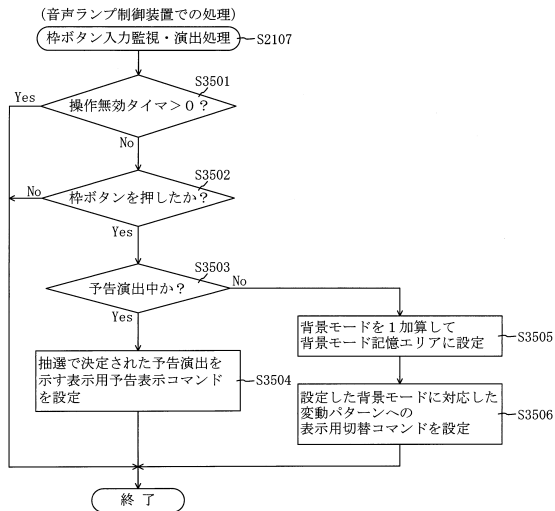 (音声ランプ制御装置での処理)
枠ボタン入力監視・演出処理
S2107
S3501
Yes
操作無効タイマ>0?
No
S3502
No
枠ボタンを押したか?
Yes
S3503
予告演出中か?
No
Yes
抽選で決定された予告演出を
示す表示用予告表示コマンド
を設定
S3504
背景モードを1加算して
背景モード記憶エリアに設定
S3505
設定した背景モードに対応した
変動パターンへの
表示用切替コマンドを設定
S3506
終了